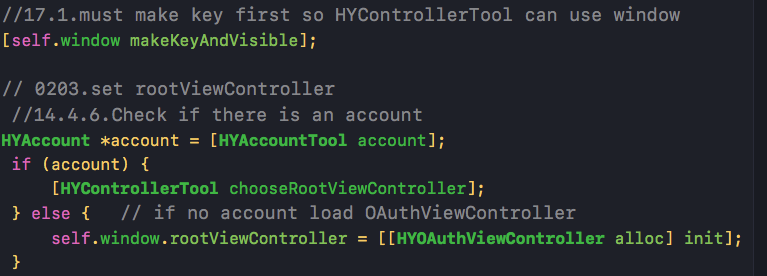 //17.1.must make key first so HYControllerTool can use window
[self.window makeKeyAndVisible];
// 0203.set rootViewController
//14.4.6.Check if there is an account
HYAccount *account = [HYAccountTool account];
if (account) {
[HYControllerTool chooseRootViewController];
} else {   // if no account load OAuthViewController
self.window.rootViewController = [[HYOAuthViewController alloc] init];
}